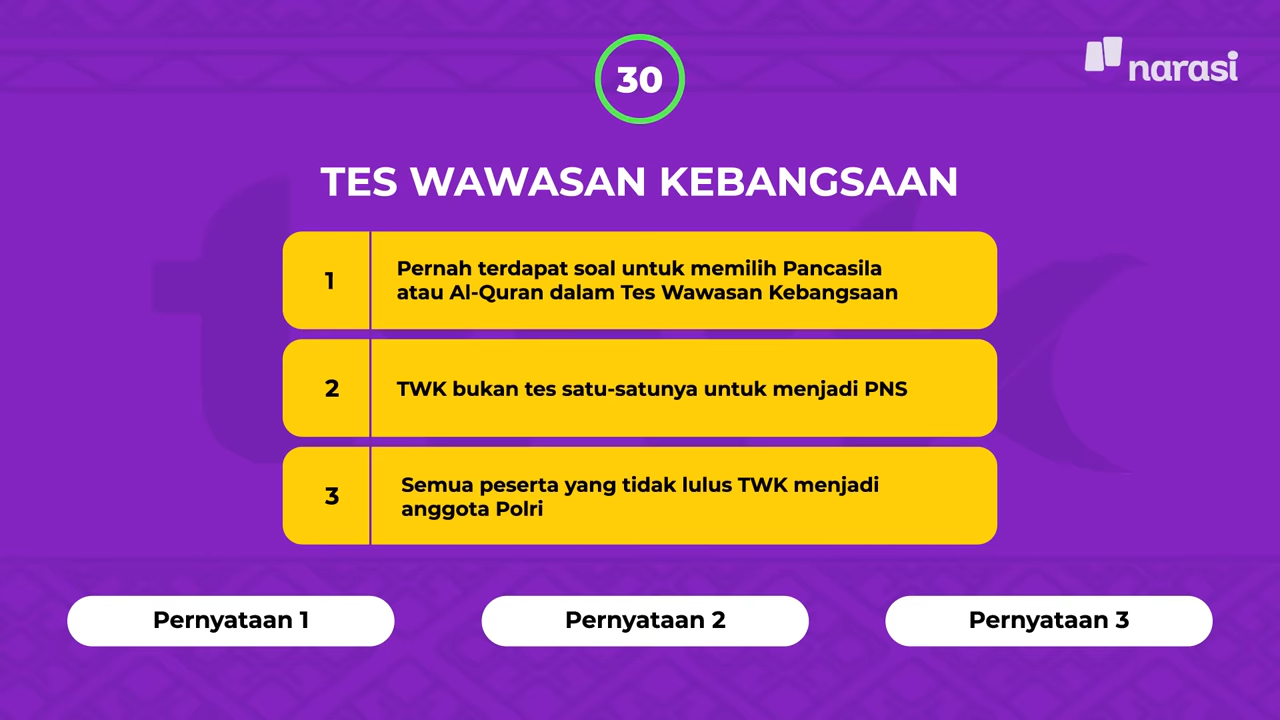 30
narasi
TES WAWASAN KEBANGSAAN
1
Pernah terdapat soal untuk memilih Pancasila
atau Al-Quran dalam Tes Wawasan Kebangsaan
2
TWK bukan tes satu-satunya untuk menjadi PNS
3
Semua peserta yang tidak lulus TWK menjadi
anggota Polri
Pernyataan 1
Pernyataan 2
Pernyataan 3